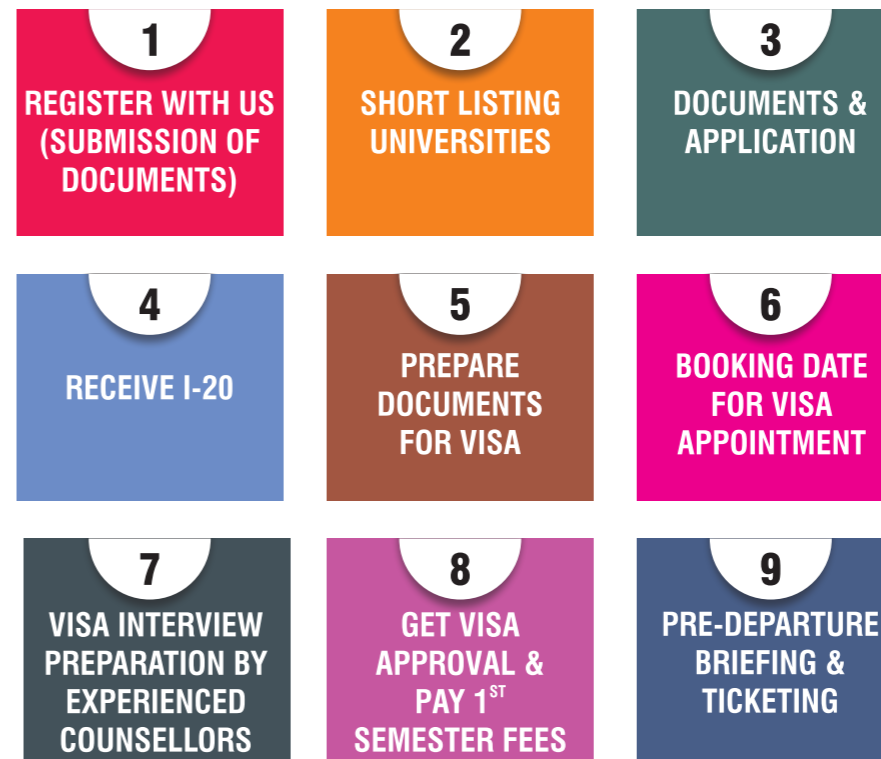 1
REGISTER WITH US
(SUBMISSION OF
DOCUMENTS)
2
SHORT LISTING
UNIVERSITIES
3
DOCUMENTS &
APPLICATION
4
RECEIVE I-20
5
PREPARE
DOCUMENTS
FOR VISA
6
BOOKING DATE
FOR VISA
APPOINTMENT
7
VISA INTERVIEW
PREPARATION BY
EXPERIENCED
COUNSELLORS
8
GET VISA
APPROVAL &
PAY 1ST
SEMESTER FEES
9
PRE-DEPARTURE
BRIEFING &
TICKETING